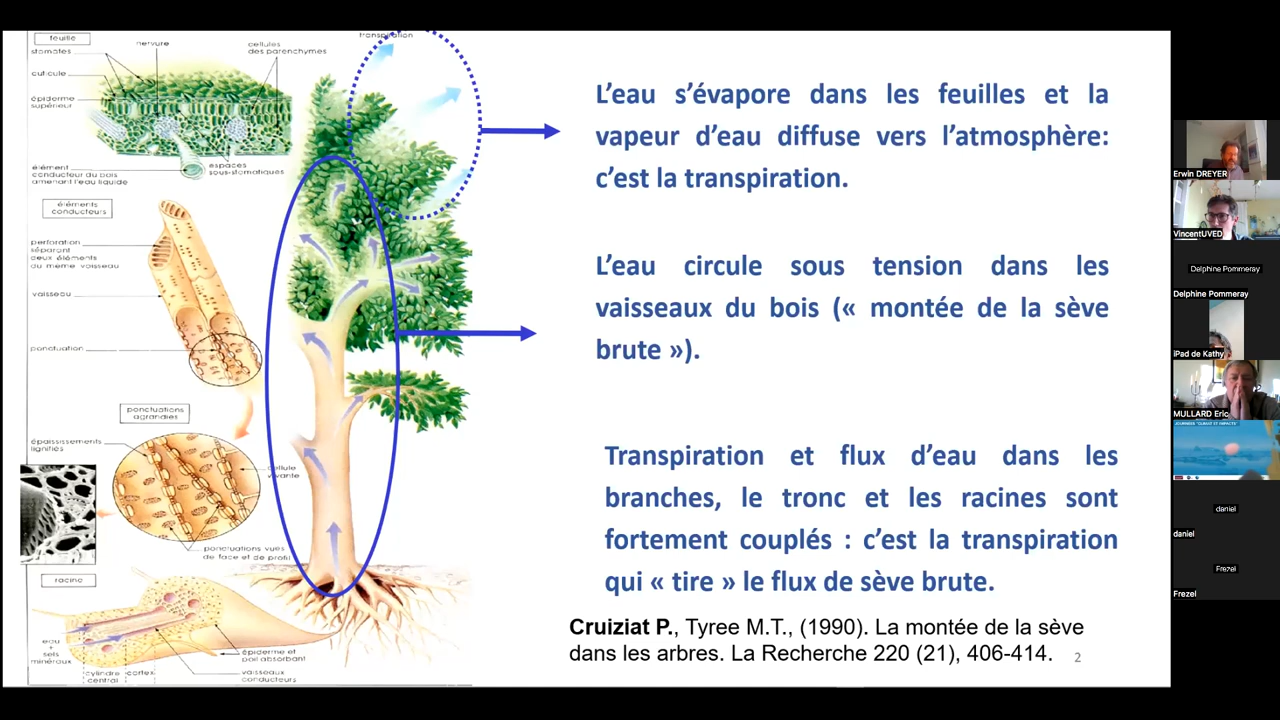 feuille
stomates
nervure
cellules
des parenchymes
transpiration
cuticule
épiderme
supérieur
élément
conducteur du bois
amenant l'eau liquide
espaces
sous-stomatiques
éléments
conducteurs
perforation
séparant
deux éléments
du même vaisseau
vaisseau
ponctuation
ponctuations
agrandies
épaississements
lignifiés
cellule
vivante
ponctuations vues
de face et de profil
racine
eau
+
sels
minéraux
cylindre
central
cortex
épiderme et
poil absorbant
vaisseaux
conducteurs
L'eau s'évapore dans les feuilles et la
vapeur d'eau diffuse vers l'atmosphère:
c'est la transpiration.
L'eau circule sous tension dans les
vaisseaux du bois (« montée de la sève
brute »).
Transpiration et flux d'eau dans les
branches, le tronc et les racines sont
fortement couplés : c'est la transpiration
qui « tire » le flux de sève brute.
Cruiziat P., Tyree M.T., (1990). La montée de la sève
dans les arbres. La Recherche 220 (21), 406-414.
2
Erwin DREYER
VincentUVED
Delphine Pommeray
Delphine Pommeray
iPad de Kathy
MULLARD Eric
JOURNÉES "CLIMAT ET IMPACTS"
daniel
daniel
Frezel
Frezel